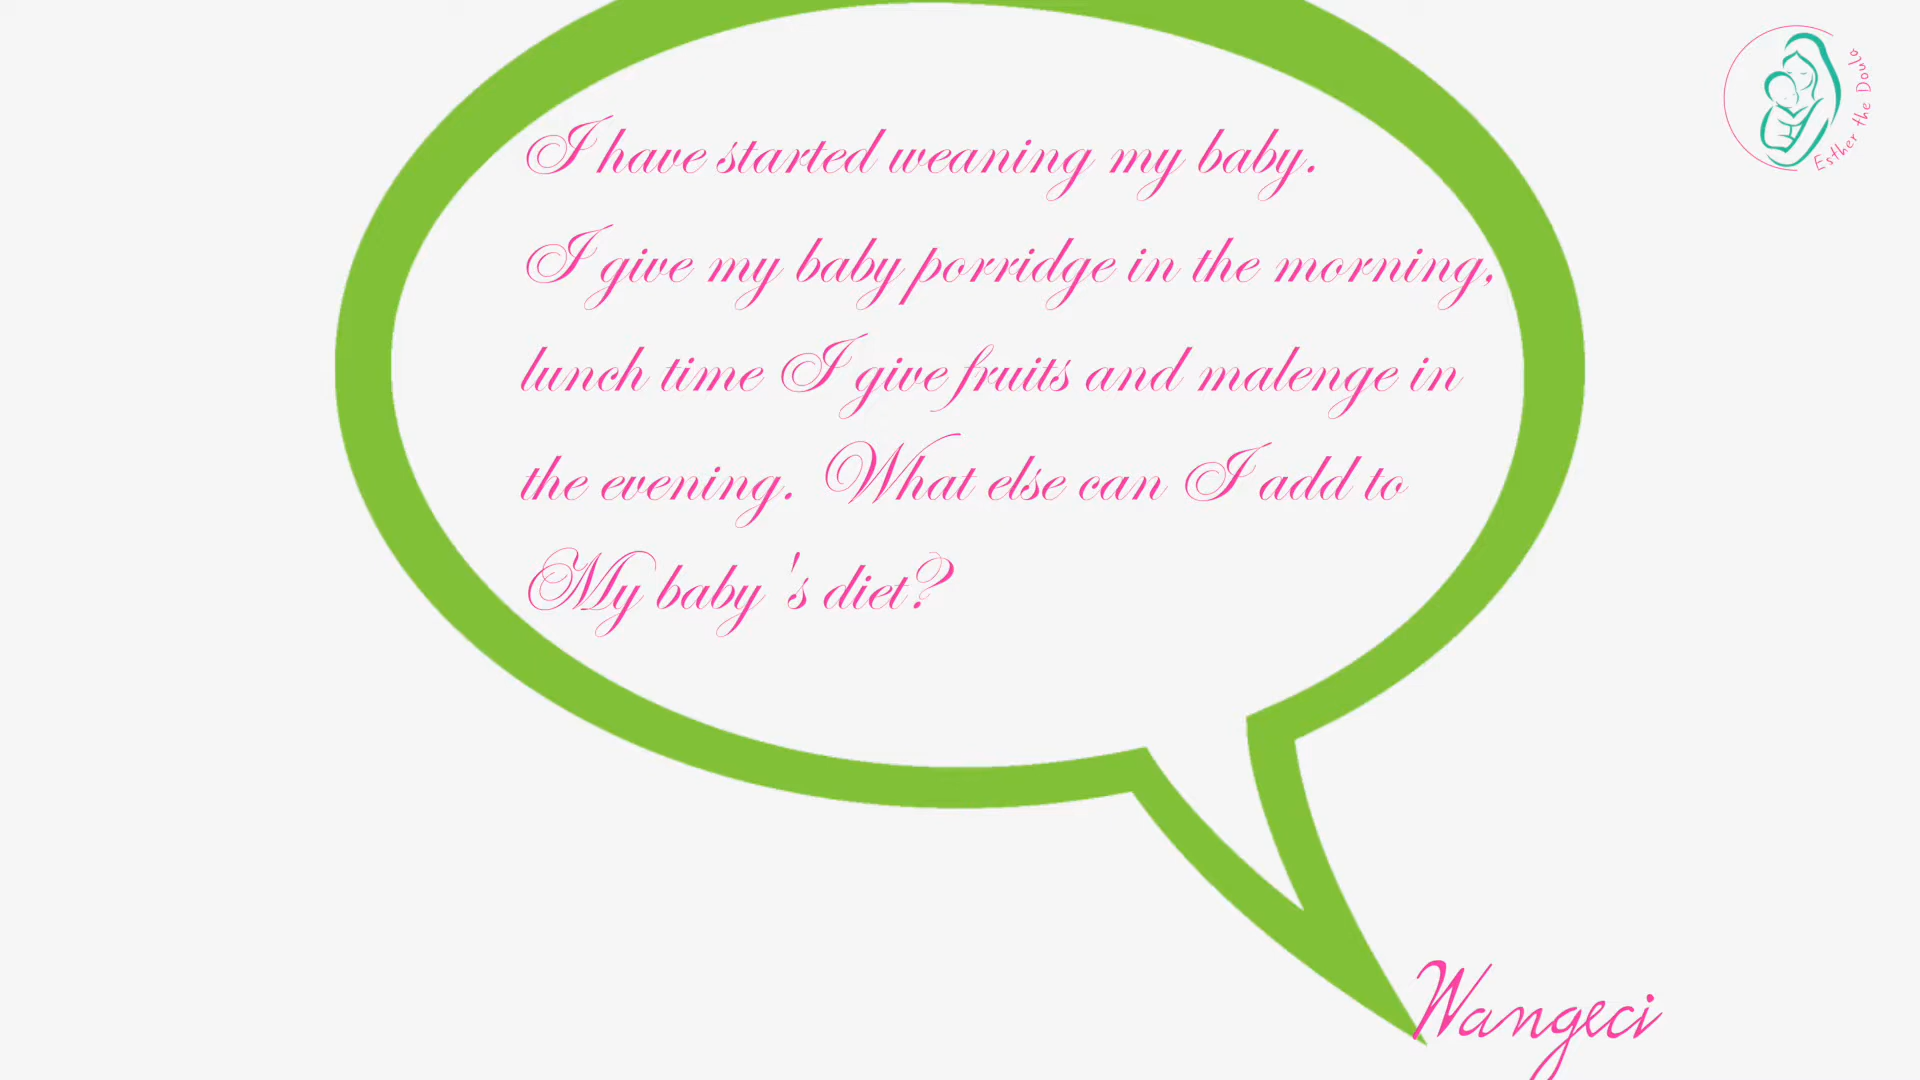 Esther the Doula
I have started weaning my baby.
I give my baby porridge in the morning,
lunch time I give fruits and malenge in
the evening. What else can I add to
My baby's diet?
Wangeci